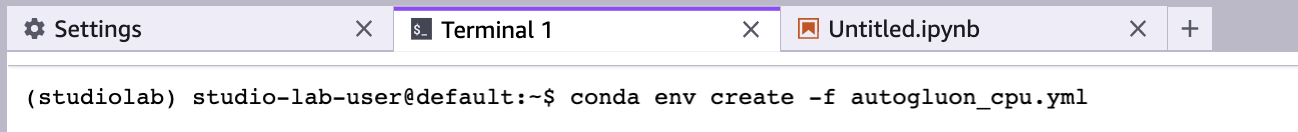 Settings
Terminal 1
Untitled.ipynb
(studiolab) studio-lab-user@default:~$ conda env create -f autogluon_cpu.yml